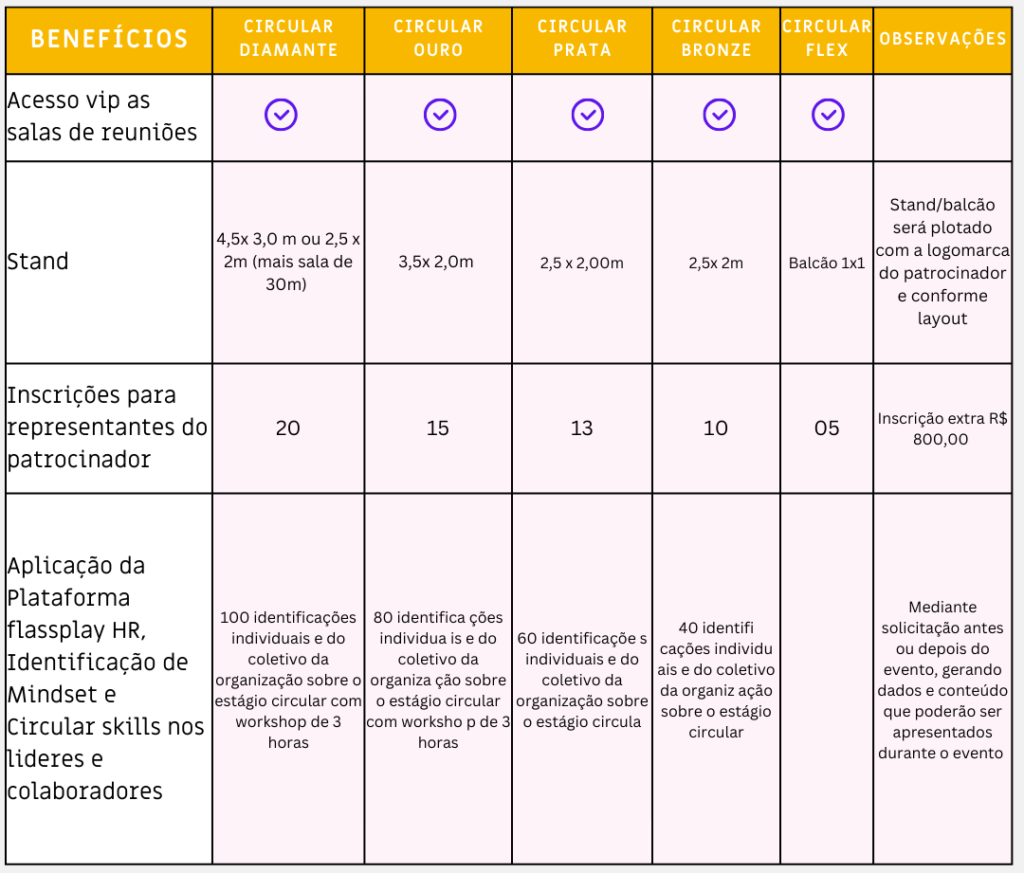 BENEFÍCIOS
CIRCULAR
DIAMANTE
CIRCULAR
OURO
CIRCULAR
PRATA
CIRCULAR
BRONZE
CIRCULAR
FLEX
OBSERVAÇÕES
Acesso vip as
salas de reuniões
Stand
4,5x 3,0 m ou 2,5 x
2m (mais sala de
30m)
3,5x 2,0m
2,5 x 2,00m
2,5x 2m
Balcão 1x1
Stand/balcão
será plotado
com a logomarca
do patrocinador
e conforme
layout
Inscrições para
representantes do
patrocinador
20
15
13
10
05
Inscrição extra R$
800,00
Aplicação da
Plataforma
flassplay HR,
Identificação de
Mindset e
Circular skills nos
lideres e
colaboradores
100 identificações
individuais e do
coletivo da
organização sobre o
estágio circular com
workshop de 3
horas
80 identifica ções
individua is e do
coletivo da
organiza ção sobre
o estágio circular
com worksho p de 3
horas
60 identificaçõe s
individuais e do
coletivo da
organização sobre
o estágio circula
40 identifi
cações individu
ais e do coletivo
da organiz ação
sobre o estágio
circular
Mediante
solicitação antes
ou depois do
evento, gerando
dados e conteúdo
que poderão ser
apresentados
durante o evento